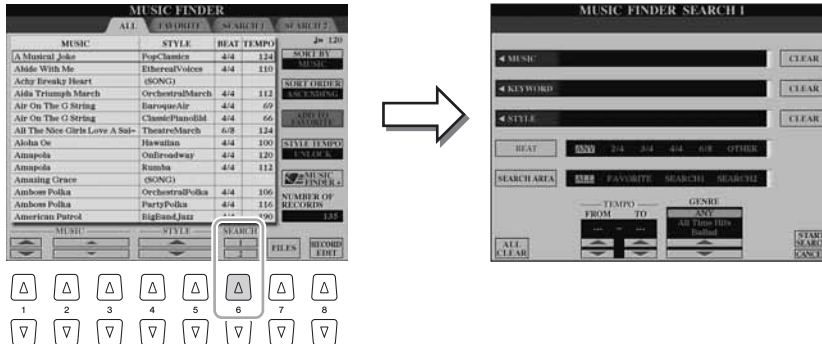 MUSIC FINDER
ALL FAVORITE SEARCH 1 SEARCH 2
MUSIC STYLE BEAT TEMPO
♩= 120
A Musical Joke PopClassics 4/4 124
Abide With Me EtherealVoices 4/4 110
Achy Breaky Heart (SONG)
Aida Triumph March OrchestralMarch 4/4 112
Air On The G String BaroqueAir 4/4 69
Air On The G String ClassicPianoBld 4/4 66
All The Nice Girls Love A Sai~ TheatreMarch 6/8 124
Aloha Oe Hawaiian 4/4 100
Amapola OnBroadway 4/4 120
Amapola Rumba 4/4 112
Amazing Grace (SONG)
Amboss Polka OrchestralPolka 4/4 106
Amboss Polka PartyPolka 4/4 116
American Patrol BigBandJazz 4/4 190
SORT BY
MUSIC
SORT ORDER
ASCENDING
ADD TO
FAVORITE
STYLE TEMPO
UNLOCK
MUSIC
FINDER +
NUMBER OF
RECORDS
135
MUSIC STYLE SEARCH
1
2
FILES
RECORD
EDIT
1 2 3 4 5 6 7 8
MUSIC FINDER SEARCH 1
MUSIC CLEAR
KEYWORD CLEAR
STYLE CLEAR
BEAT ANY 2/4 3/4 4/4 6/8 OTHER
SEARCH AREA ALL FAVORITE SEARCH1 SEARCH2
TEMPO
FROM TO
--- – ---
GENRE
ANY
All Time Hits
Ballad
ALL
CLEAR
START
SEARCH
CANCEL